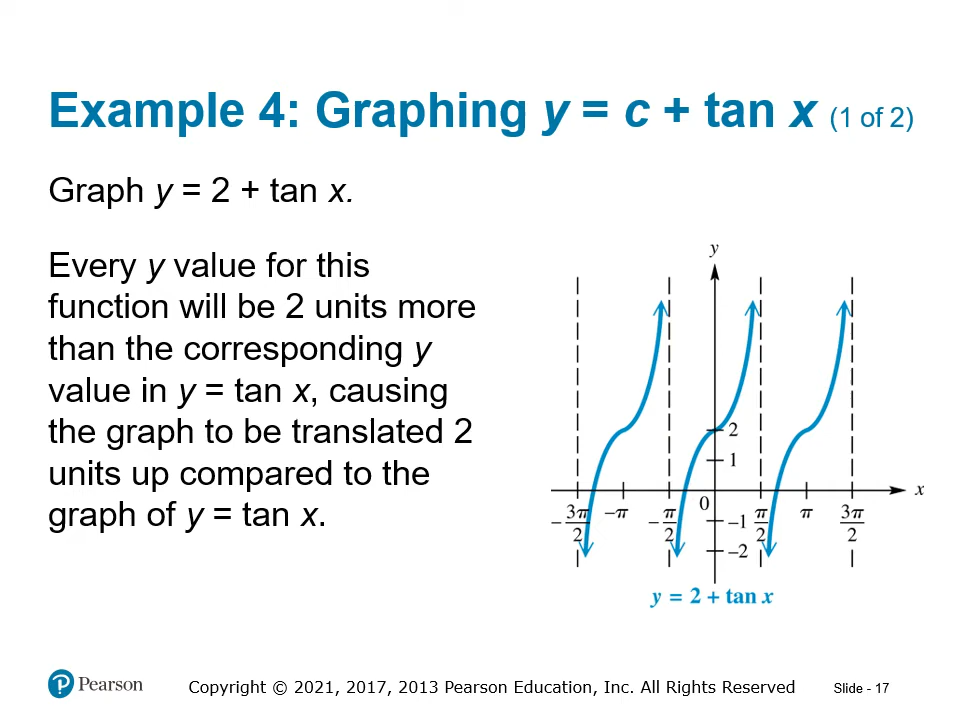 Example 4: Graphing y = c + tan x (1 of 2)
Graph y = 2 + tan x.
Every y value for this
function will be 2 units more
than the corresponding y
value in y = tan x, causing
the graph to be translated 2
units up compared to the
graph of y = tan x.
y
2
1
x
0
−3π/2 −π −π/2 −1 π/2 π 3π/2
−2
y = 2 + tan x
Pearson
Copyright © 2021, 2017, 2013 Pearson Education, Inc. All Rights Reserved
Slide - 17